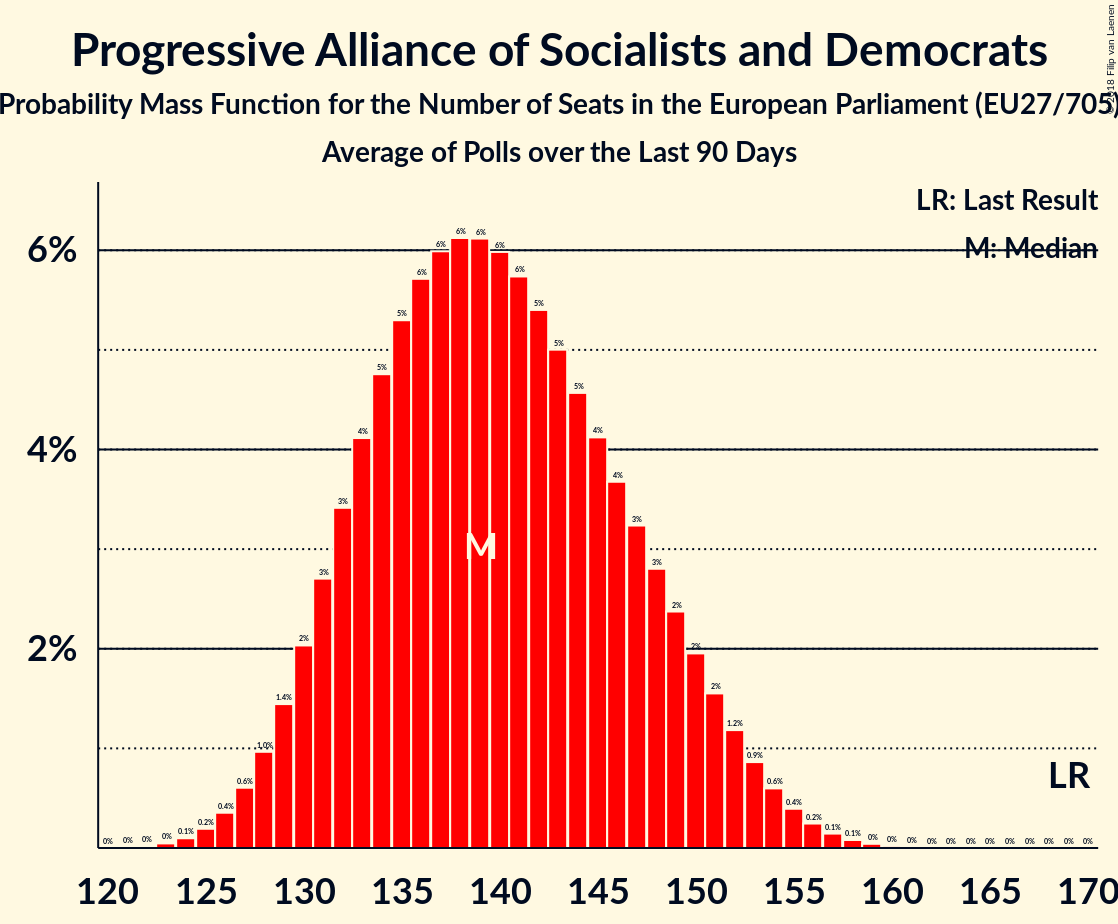 Progressive Alliance of Socialists and Democrats
Probability Mass Function for the Number of Seats in the European Parliament (EU27/705)
Average of Polls over the Last 90 Days
© 2018 Filip van Laenen
LR: Last Result
M: Median
6%
4%
2%
0% 0% 0% 0% 0.1% 0.2% 0.4% 0.6% 1.0% 1.4% 2% 3% 3% 4% 5% 5% 6% 6% 6% 6% 6% 6% 5% 5% 5% 4% 4% 3% 3% 2% 2% 2% 1.2% 0.9% 0.6% 0.4% 0.2% 0.1% 0.1% 0% 0% 0% 0% 0% 0% 0% 0% 0% 0% 0% 0%
M
LR
120 125 130 135 140 145 150 155 160 165 170